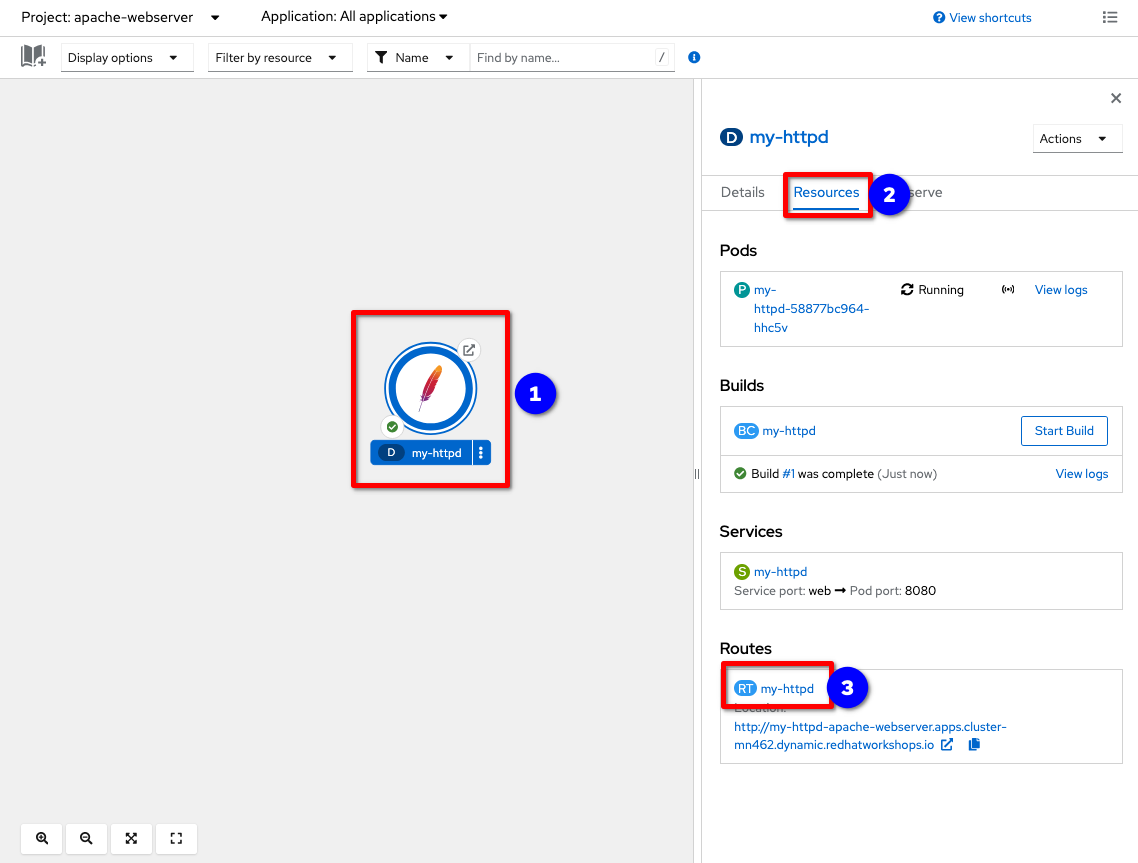 Project: apache-webserver Application: All applications View shortcuts
Display options Filter by resource Name Find by name... /
D my-httpd
Actions
Details Resources 2 serve
Pods
P my- Running View logs
httpd-58877bc964-
hhc5v
Builds
BC my-httpd Start Build
Build #1 was complete (Just now) View logs
1
D my-httpd
Services
S my-httpd
Service port: web → Pod port: 8080
Routes
RT my-httpd 3
Location:
http://my-httpd-apache-webserver.apps.cluster-
mn462.dynamic.redhatworkshops.io